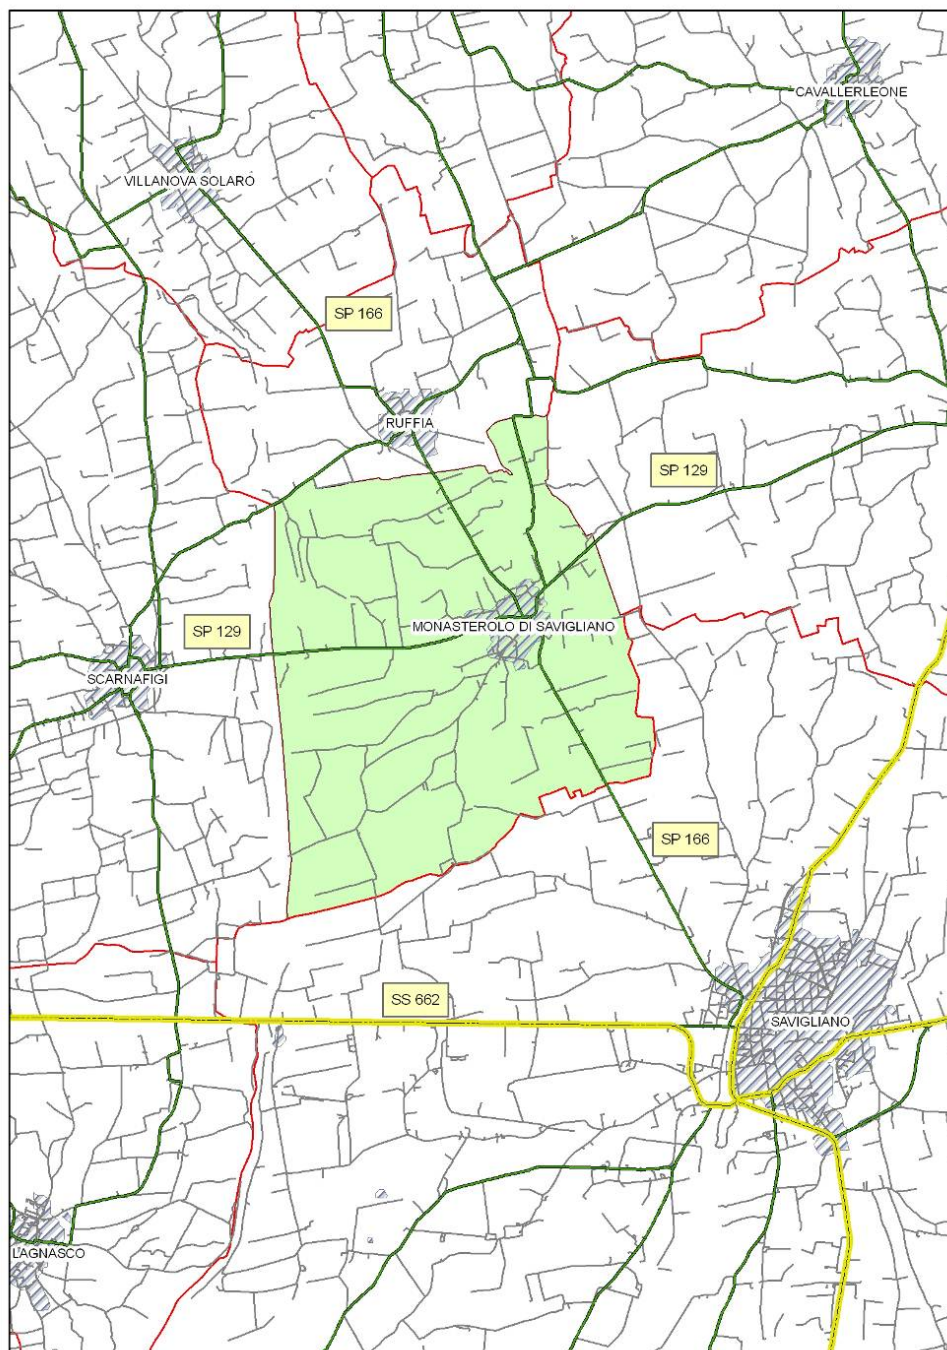 CAVALLERLEONE
VILLANOVA SOLARO
SP 166
RUFFIA
SP 129
MONASTEROLO DI SAVIGLIANO
SP 129
SCARNAFIGI
SP 166
SS 662
SAVIGLIANO
LAGNASCO